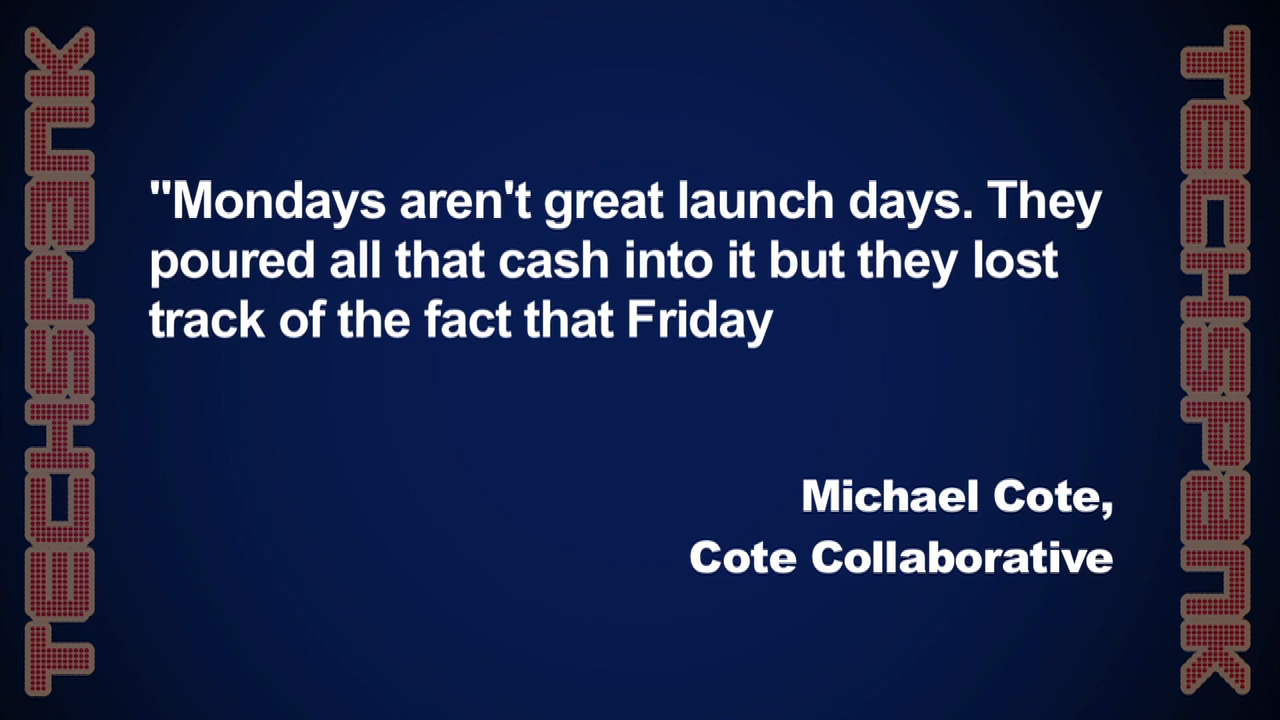 TECHSPANK
"Mondays aren't great launch days. They
poured all that cash into it but they lost
track of the fact that Friday
Michael Cote,
Cote Collaborative
TECHSPANK